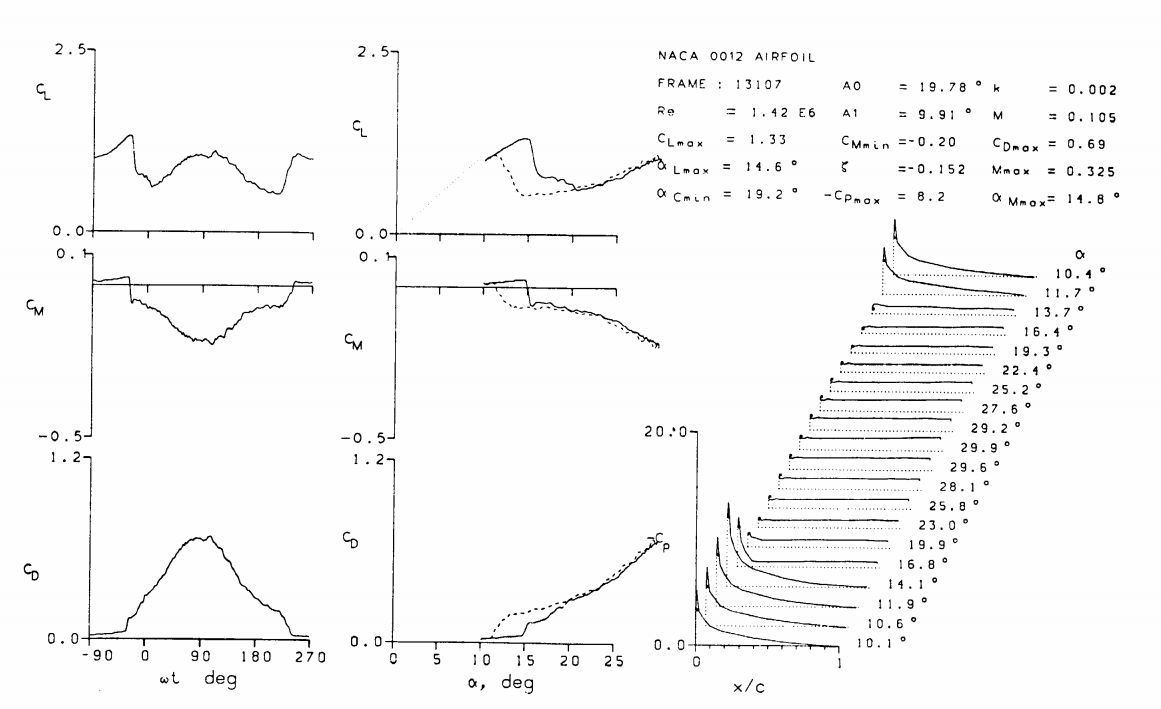 NACA 0012 AIRFOIL
FRAME : 13107 A0 = 19.78 ° k = 0.002
Re = 1.42 E6 A1 = 9.91 ° M = 0.105
CLmax = 1.33 CMmin =-0.20 CDmax = 0.69
αLmax = 14.6 ° ζ =-0.152 Mmax = 0.325
αCmin = 19.2 ° -CPmax = 8.2 αMmax= 14.8 °
2.5
CL
0.0
2.5
CL
0.0
0.1
CM
-0.5
0.1
CM
-0.5
1.2
CD
0.0
-90 0 90 180 270
ωt deg
1.2
CD
0.0
0 5 10 15 20 25
α, deg
20.0
-CP
0.0
0 1
x/c
α
10.4 °
11.7 °
13.7 °
16.4 °
19.3 °
22.4 °
25.2 °
27.6 °
29.2 °
29.9 °
29.6 °
28.1 °
25.8 °
23.0 °
19.9 °
16.8 °
14.1 °
11.9 °
10.6 °
10.1 °